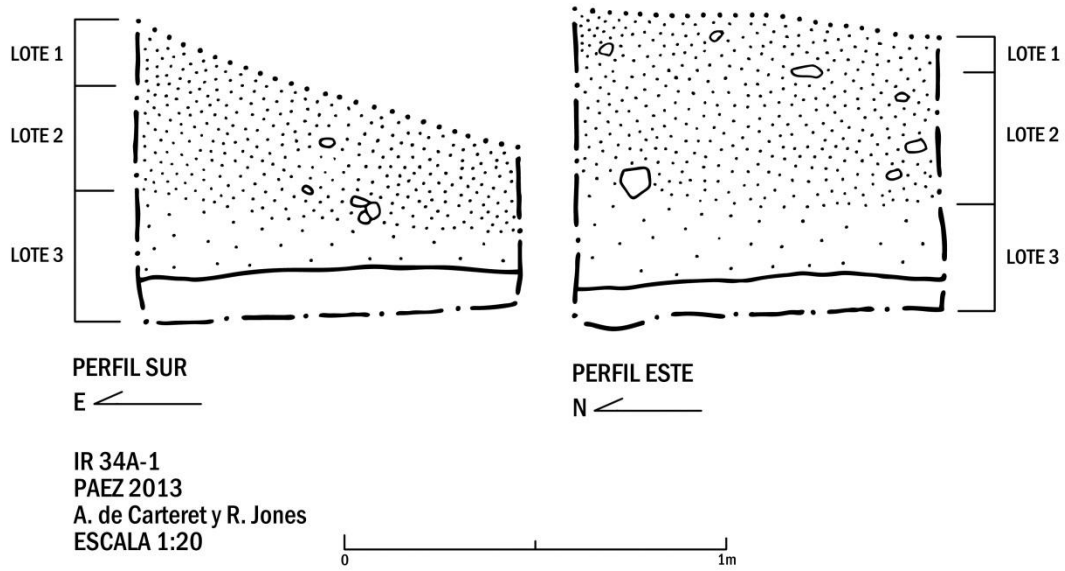 LOTE 1
LOTE 2
LOTE 3
LOTE 1
LOTE 2
LOTE 3
PERFIL SUR
E
PERFIL ESTE
N
IR 34A-1
PAEZ 2013
A. de Carteret y R. Jones
ESCALA 1:20
0 1m